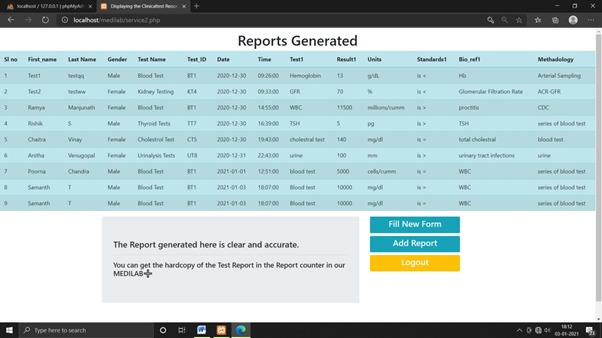 localhost / 127.0.0.1 | phpMyAd
Displaying the Clinicaltest Recor
localhost/medilab/service2.php
Reports Generated
Sl no First_name Last Name Gender Test Name Test_ID Date Time Test1 Result1 Units Standards1 Bio_ref1 Methadology
1 Test1 testqq Male Blood Test BT1 2020-12-30 09:26:00 Hemoglobin 13 g/dL is < Hb Arterial Sampling
2 Test2 testww Female Kidney Testing KT4 2020-12-30 09:33:00 GFR 70 % is < Glomerular Filtration Rate ACR-GFR
3 Ramya Manjunath Female Blood Test BT1 2020-12-30 14:55:00 WBC 11500 millions/cumm is > proctitis CDC
4 Rishik S Male Thyroid Tests TT7 2020-12-30 16:39:00 TSH 5 pg is > TSH series of blood test
5 Chaitra Vinay Female Cholestrol Test CT5 2020-12-30 19:43:00 cholestral test 140 mg/dl is = total cholestral blood test
6 Anitha Venugopal Female Urinalysis Tests UT8 2020-12-31 22:43:00 urine 100 mm is > urinary tract infections urine
7 Poorna Chandra Male Blood Test BT1 2021-01-01 12:51:00 blood test 5000 cells/cumm is = WBC series of blood test
8 Samanth T Male Blood Test BT1 2021-01-03 18:07:00 Blood test 10000 mg/dl is = WBC series of blood test
9 Samanth T Male Blood Test BT1 2021-01-03 18:07:00 Blood test 10000 mg/dl is = WBC series of blood test
The Report generated here is clear and accurate.
You can get the hardcopy of the Test Report in the Report counter in our
MEDILAB
Fill New Form
Add Report
Logout
Type here to search
18:12
03-01-2021